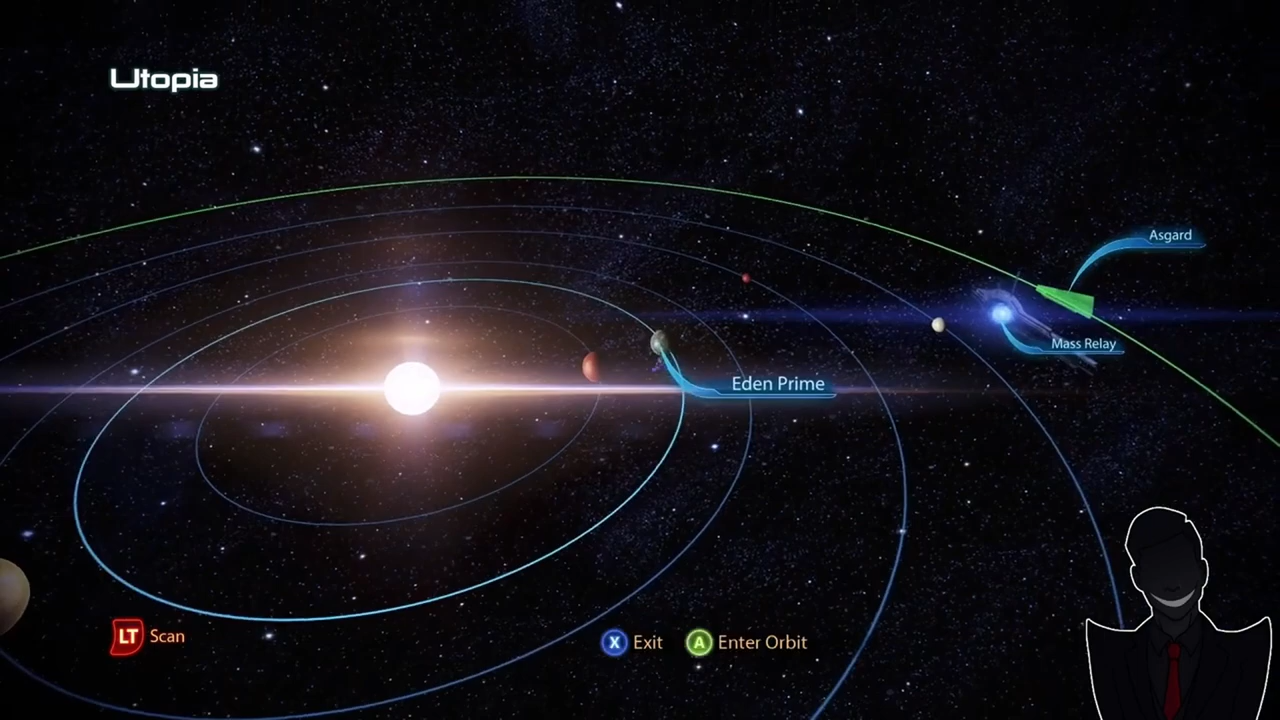 Utopia
Asgard
Mass Relay
Eden Prime
LT Scan
X Exit A Enter Orbit